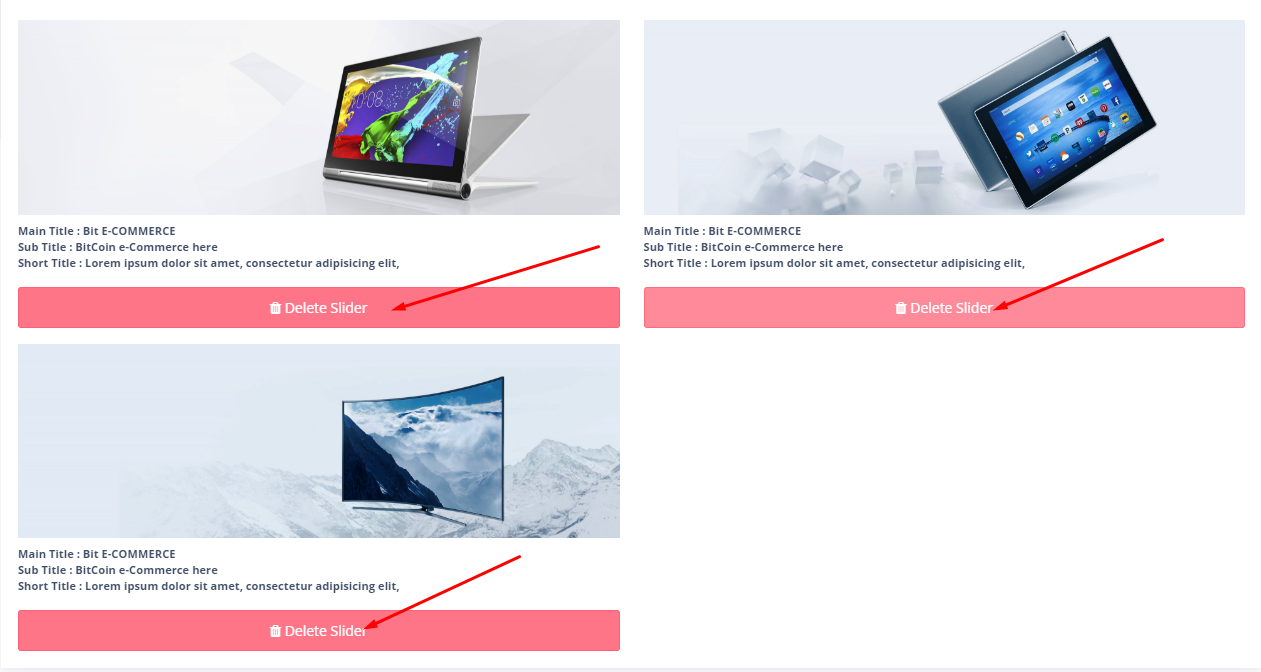 Main Title : Bit E-COMMERCE
Sub Title : BitCoin e-Commerce here
Short Title : Lorem ipsum dolor sit amet, consectetur adipisicing elit,
Delete Slider
Main Title : Bit E-COMMERCE
Sub Title : BitCoin e-Commerce here
Short Title : Lorem ipsum dolor sit amet, consectetur adipisicing elit,
Delete Slider
Main Title : Bit E-COMMERCE
Sub Title : BitCoin e-Commerce here
Short Title : Lorem ipsum dolor sit amet, consectetur adipisicing elit,
Delete Slider